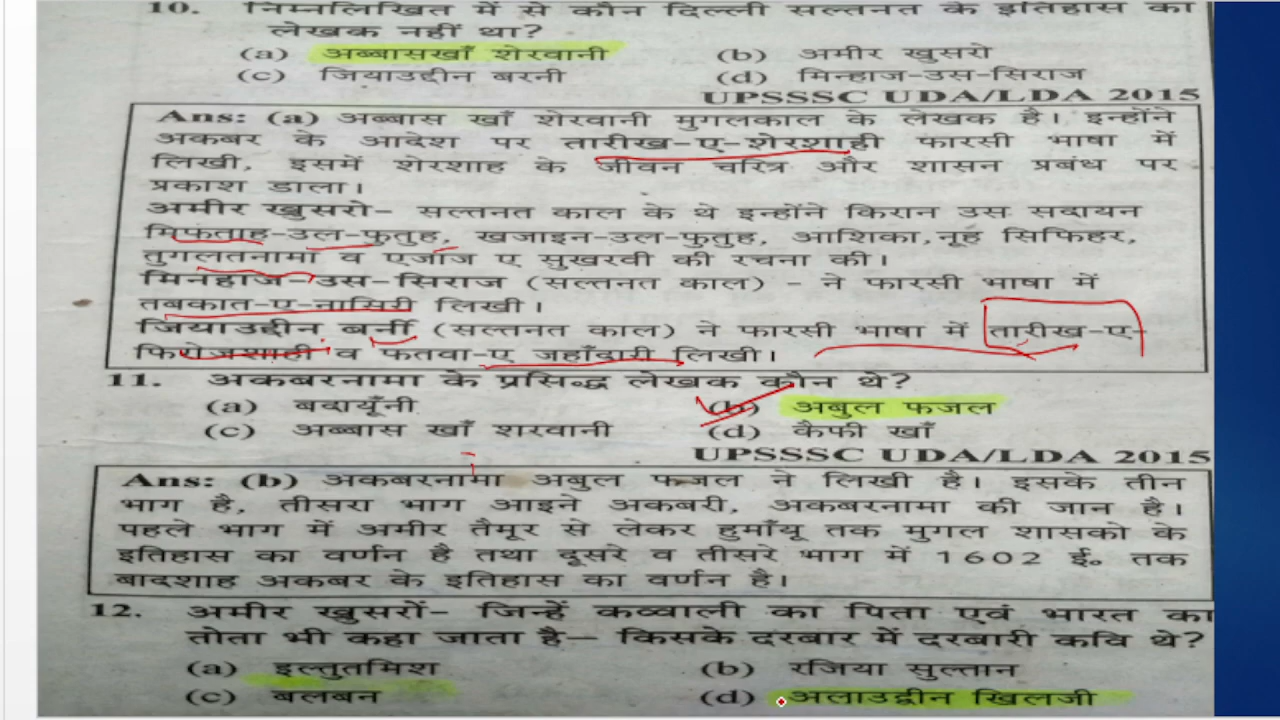 10. निम्नलिखित में से कौन दिल्ली सल्तनत के इतिहास का
लेखक नहीं था?
(a) अब्बासखाँ शेरवानी (b) अमीर खुसरो
(c) जियाउद्दीन बरनी (d) मिन्हाज-उस-सिराज
UPSSSC UDA/LDA 2015
Ans: (a) अब्बास खाँ शेरवानी मुगलकाल के लेखक है। इन्होंने
अकबर के आदेश पर तारीख-ए-शेरशाही फारसी भाषा में
लिखी, इसमें शेरशाह के जीवन चरित्र और शासन प्रबंध पर
प्रकाश डाला।
अमीर खुसरो- सल्तनत काल के थे इन्होंने किरान उस सदायन
मिफताह-उल-फुतुह, खजाइन-उल-फुतुह, आशिका,नूह सिफिहर,
तुगलतनामा व एजाज ए सुखरवी की रचना की।
मिनहाज-उस-सिराज (सल्तनत काल) - ने फारसी भाषा में
तबकात-ए-नासिरी लिखी।
जियाउद्दीन बर्नी (सल्तनत काल) ने फारसी भाषा में तारीख-ए-
फिरोजसाही व फतवा-ए जहाँदारी लिखी।
11. अकबरनामा के प्रसिद्ध लेखक कौन थे?
(a) बदायूँनी (b) अबुल फजल
(c) अब्बास खाँ शरवानी (d) कैफी खाँ
UPSSSC UDA/LDA 2015
Ans: (b) अकबरनामा अबुल फजल ने लिखी है। इसके तीन
भाग है, तीसरा भाग आइने अकबरी, अकबरनामा की जान है।
पहले भाग में अमीर तैमूर से लेकर हुमाँयू तक मुगल शासको के
इतिहास का वर्णन है तथा दूसरे व तीसरे भाग में 1602 ई० तक
बादशाह अकबर के इतिहास का वर्णन है।
12. अमीर खुसरों- जिन्हें कव्वाली का पिता एवं भारत का
तोता भी कहा जाता है– किसके दरबार में दरबारी कवि थे?
(a) इल्तुतमिश (b) रजिया सुल्तान
(c) बलबन (d) अलाउद्दीन खिलजी